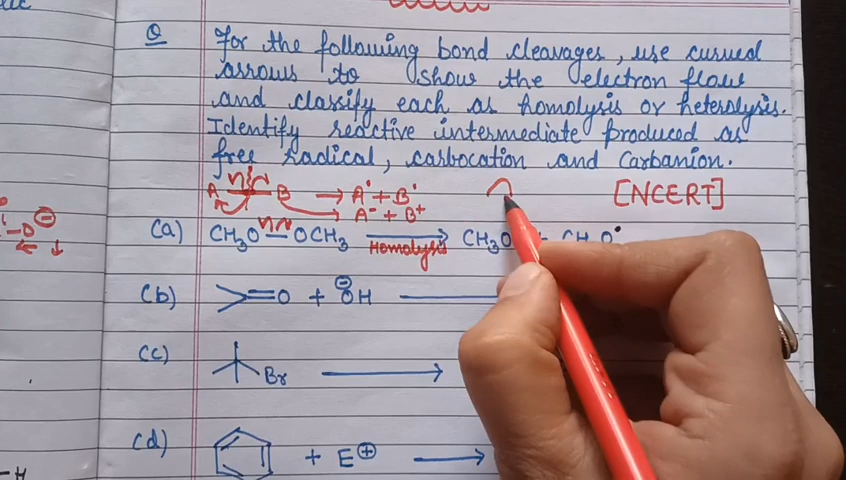 Q For the following bond cleavages, use curved
arrows to show the electron flow
and classify each as homolysis or heterolysis.
Identify reactive intermediate produced as
free radical, carbocation and Carbanion.
[NCERT]
A — B → A• + B•
A⁻ + B⁺
(a) CH₃O — OCH₃ Homolysis CH₃O + CH₃O•
(b) =O + ⊖OH
(c) Br
(d) + E⊕
-H